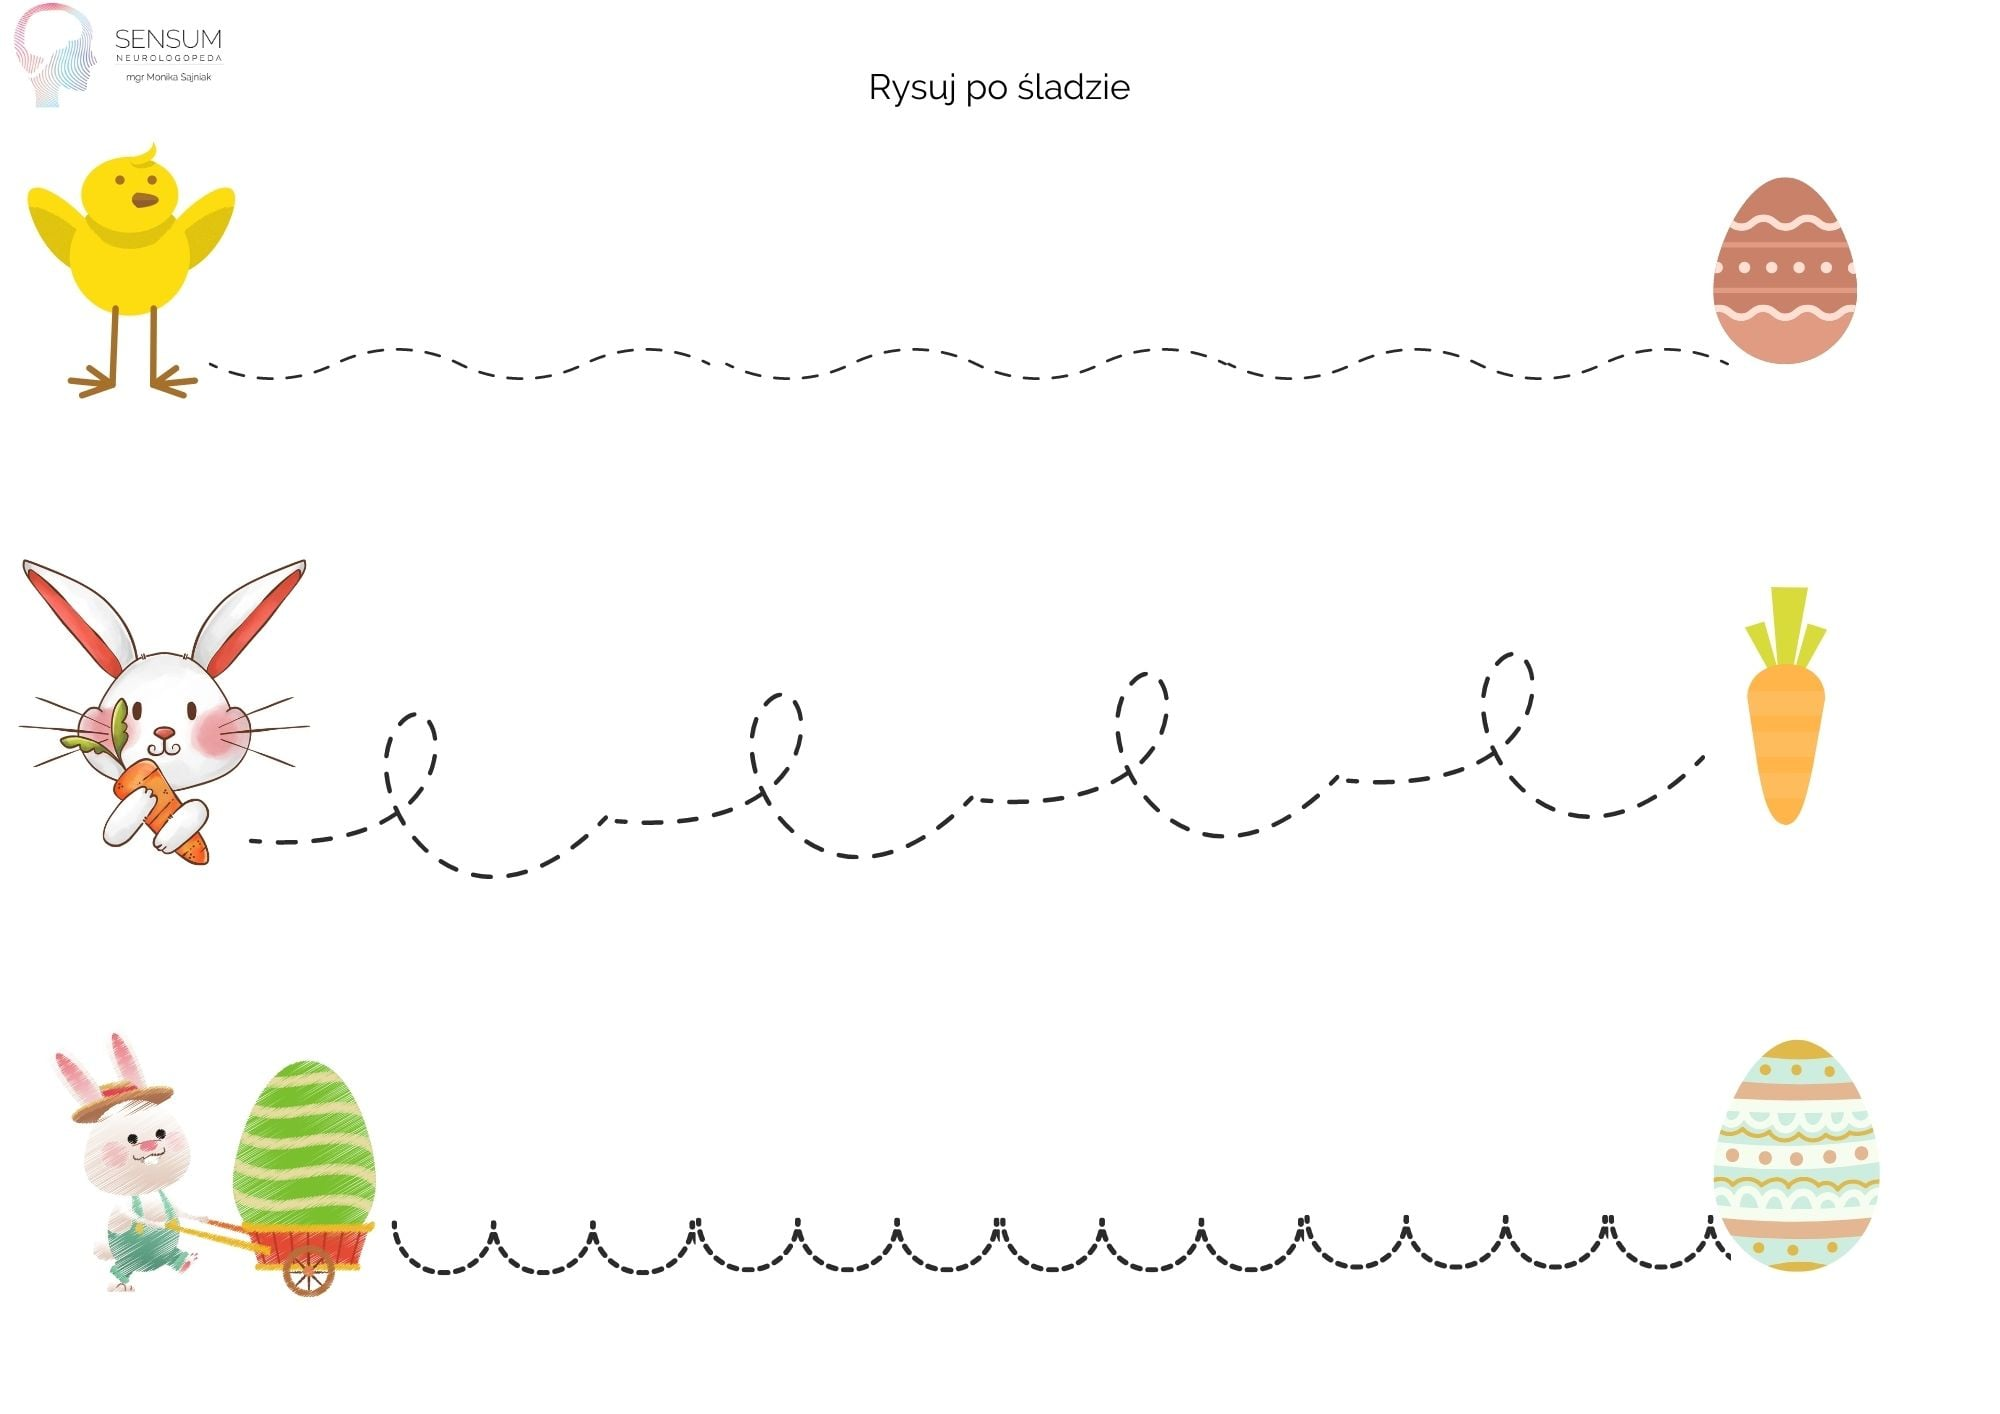 SENSUM
NEUROLOGOPEDA
mgr Monika Sajniak
Rysuj po śladzie